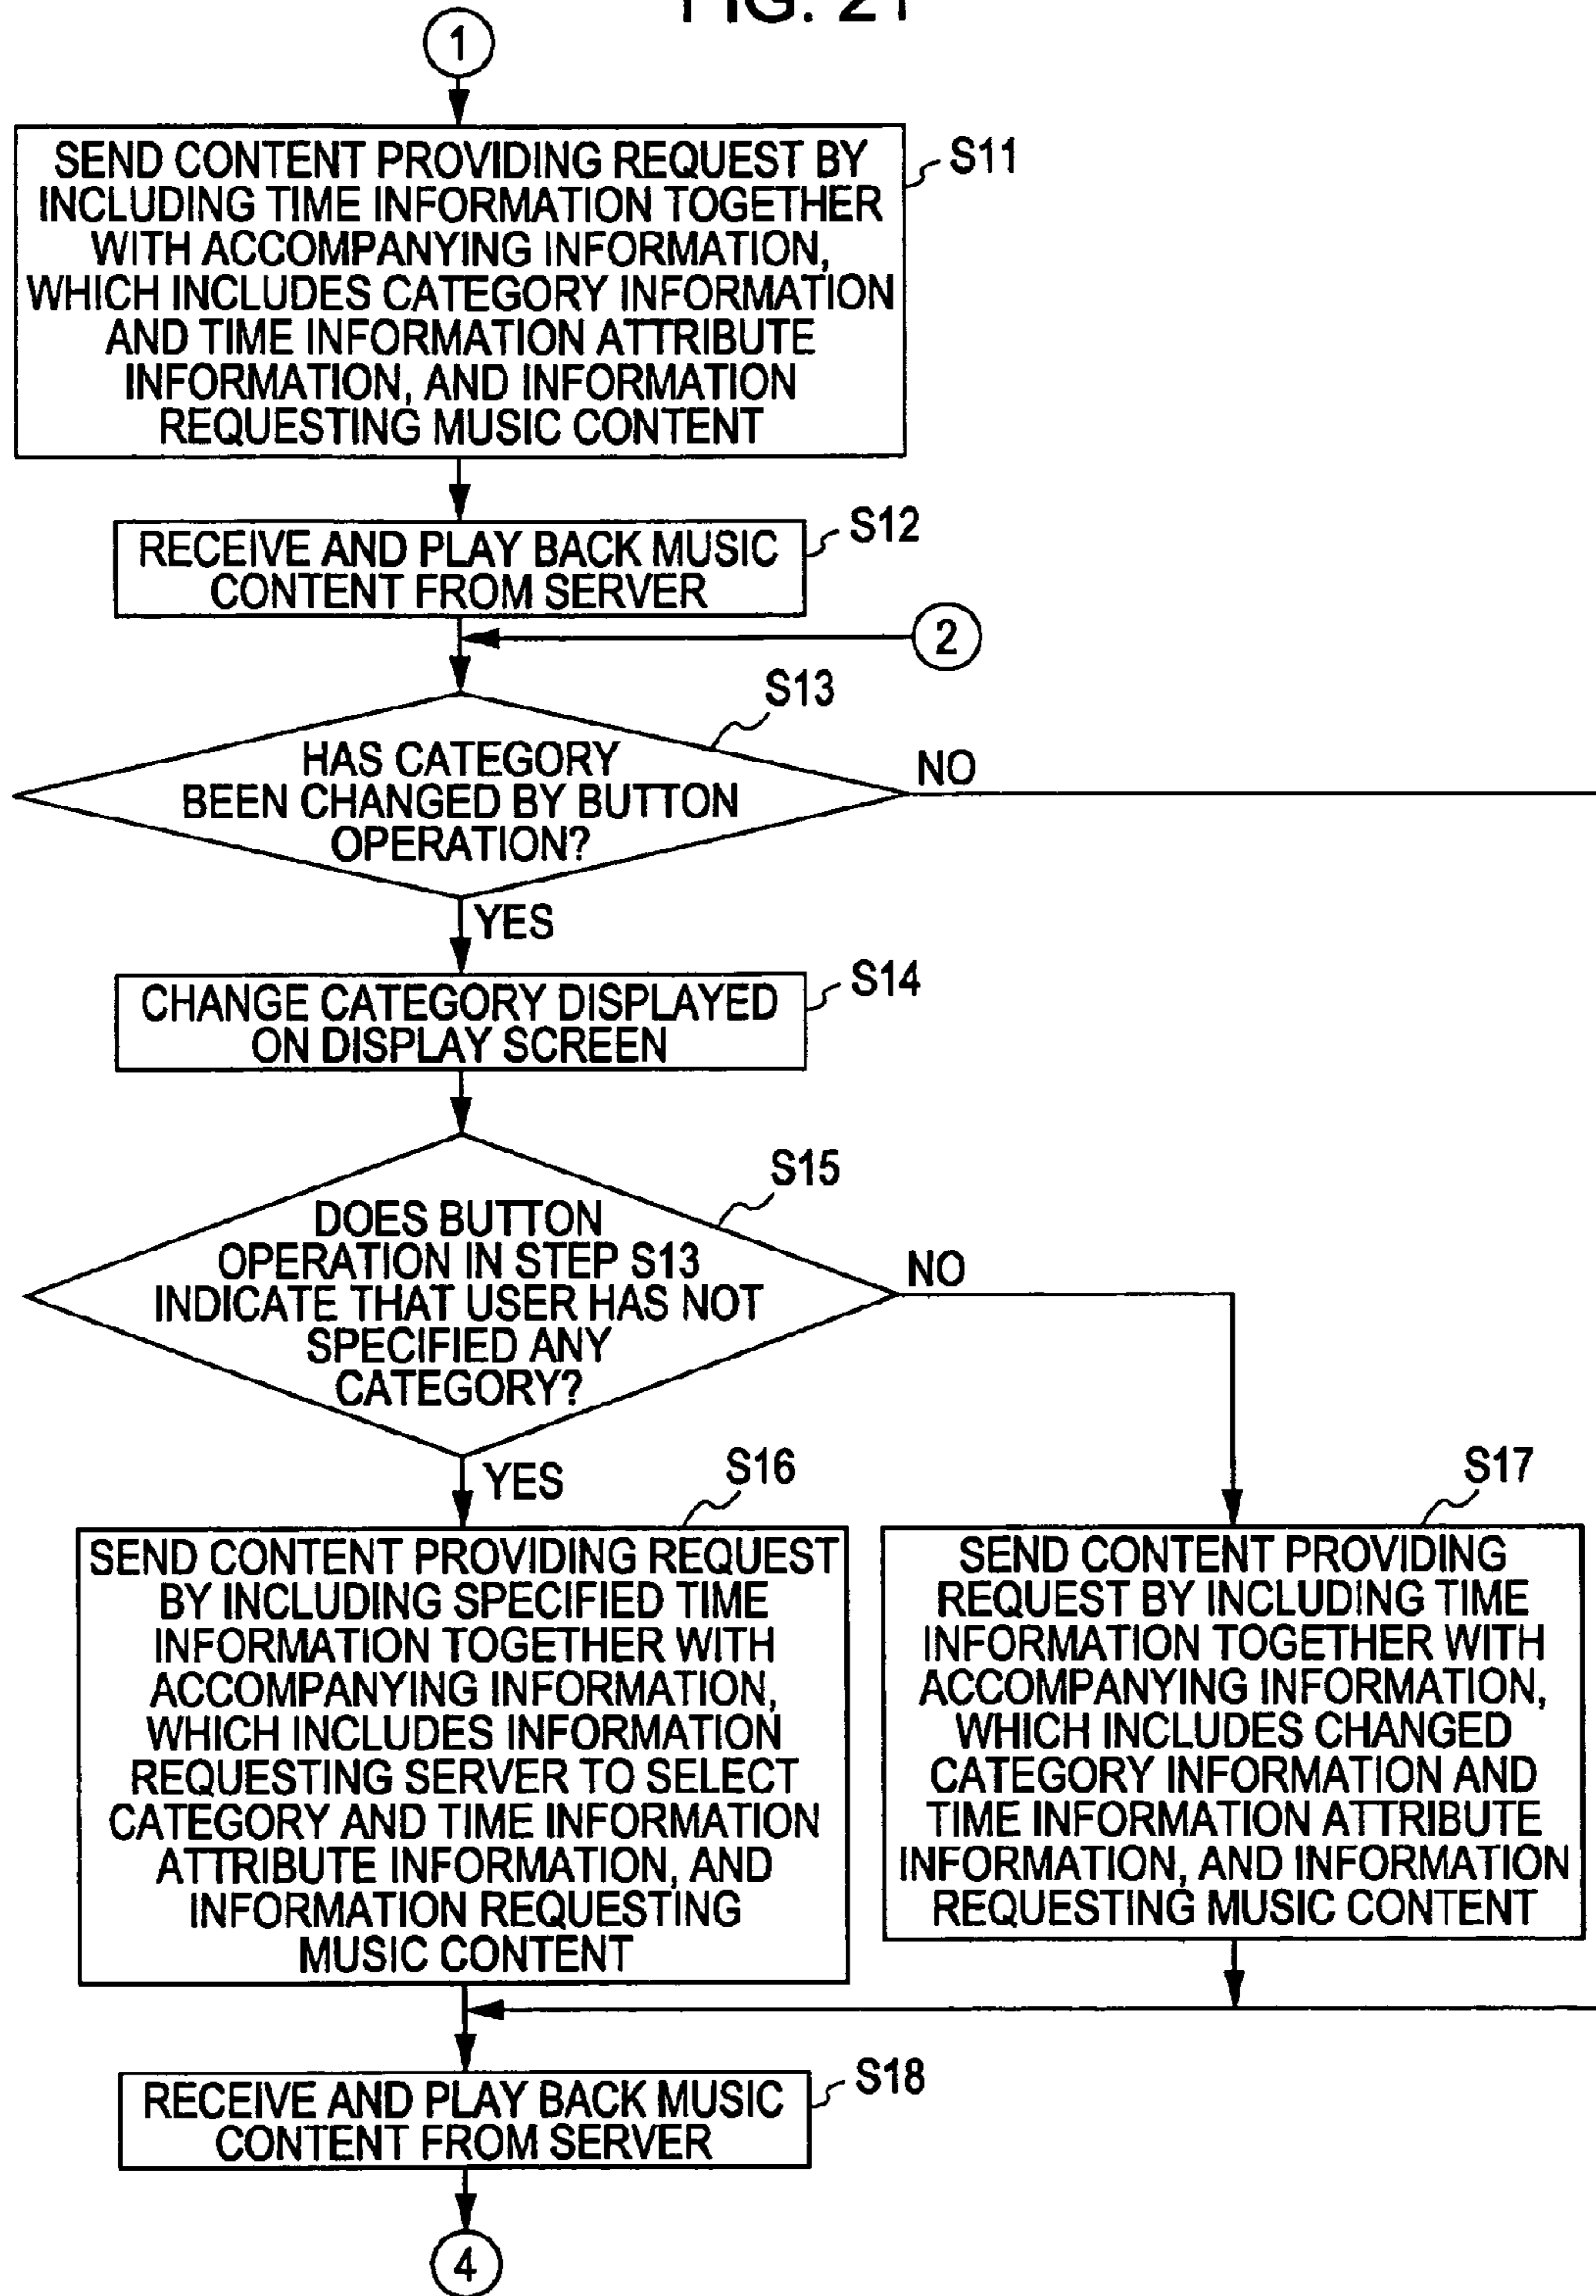 FIG. 21
1
SEND CONTENT PROVIDING REQUEST BY
INCLUDING TIME INFORMATION TOGETHER
WITH ACCOMPANYING INFORMATION,
WHICH INCLUDES CATEGORY INFORMATION
AND TIME INFORMATION ATTRIBUTE
INFORMATION, AND INFORMATION
REQUESTING MUSIC CONTENT
S11
RECEIVE AND PLAY BACK MUSIC
CONTENT FROM SERVER
S12
2
S13
HAS CATEGORY
BEEN CHANGED BY BUTTON
OPERATION?
NO
YES
CHANGE CATEGORY DISPLAYED
ON DISPLAY SCREEN
S14
S15
DOES BUTTON
OPERATION IN STEP S13
INDICATE THAT USER HAS NOT
SPECIFIED ANY
CATEGORY?
NO
YES
S16
SEND CONTENT PROVIDING REQUEST
BY INCLUDING SPECIFIED TIME
INFORMATION TOGETHER WITH
ACCOMPANYING INFORMATION,
WHICH INCLUDES INFORMATION
REQUESTING SERVER TO SELECT
CATEGORY AND TIME INFORMATION
ATTRIBUTE INFORMATION, AND
INFORMATION REQUESTING
MUSIC CONTENT
S17
SEND CONTENT PROVIDING
REQUEST BY INCLUDING TIME
INFORMATION TOGETHER WITH
ACCOMPANYING INFORMATION,
WHICH INCLUDES CHANGED
CATEGORY INFORMATION AND
TIME INFORMATION ATTRIBUTE
INFORMATION, AND INFORMATION
REQUESTING MUSIC CONTENT
RECEIVE AND PLAY BACK MUSIC
CONTENT FROM SERVER
S18
4